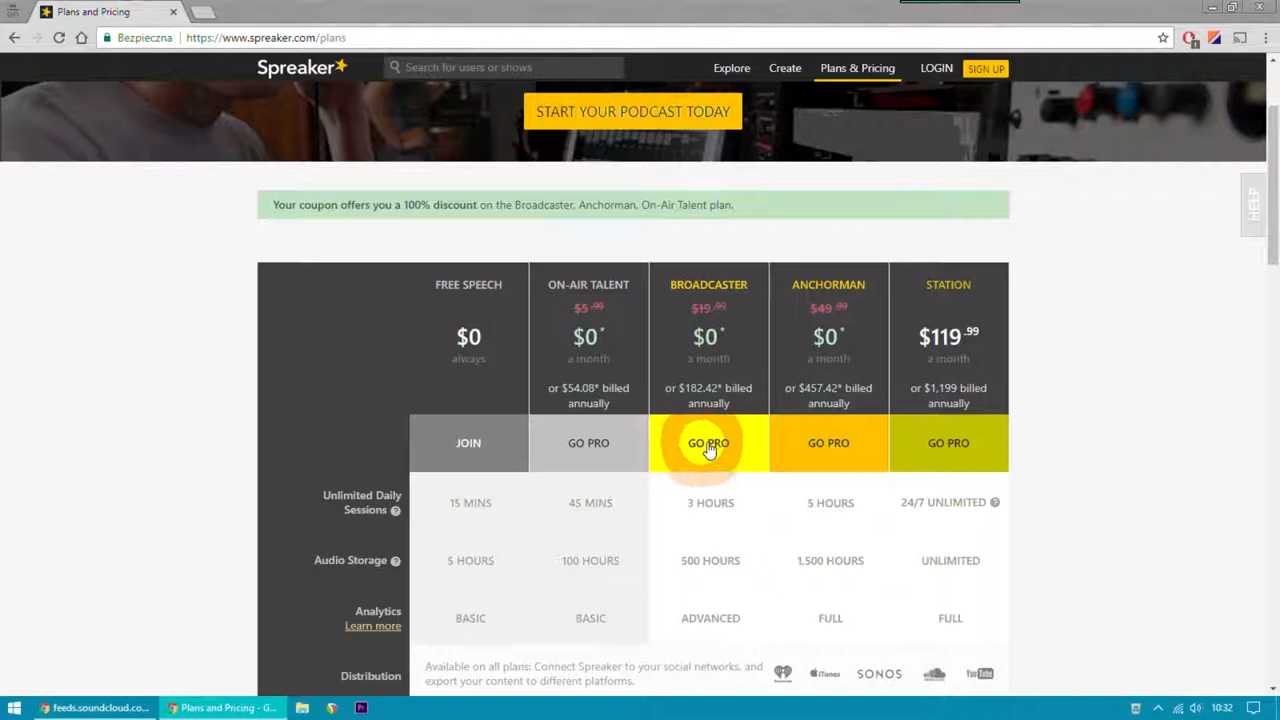 Plans and Pricing
Bezpieczna
https://www.spreaker.com/plans
1
Spreaker
Search for users or shows
Explore
Create
Plans & Pricing
LOGIN
SIGN UP
START YOUR PODCAST TODAY
HELP
Your coupon offers you a 100% discount on the Broadcaster, Anchorman, On-Air Talent plan.
FREE SPEECH ON-AIR TALENT BROADCASTER ANCHORMAN STATION
$5.99 $19.99 $49.99
$0 $0* $0* $0* $119.99
always a month a month a month a month
or $54.08* billed or $182.42* billed or $457.42* billed or $1,199 billed
annually annually annually annually
JOIN GO PRO GO PRO GO PRO GO PRO
Unlimited Daily
Sessions ? 15 MINS 45 MINS 3 HOURS 5 HOURS 24/7 UNLIMITED ?
Audio Storage ? 5 HOURS 100 HOURS 500 HOURS 1,500 HOURS UNLIMITED
Analytics
Learn more BASIC BASIC ADVANCED FULL FULL
Distribution
Available on all plans: Connect Spreaker to your social networks, and
export your content to different platforms.
iTunes SONOS YouTube
feeds.soundcloud.co...
Plans and Pricing - G...
Pr
10:32